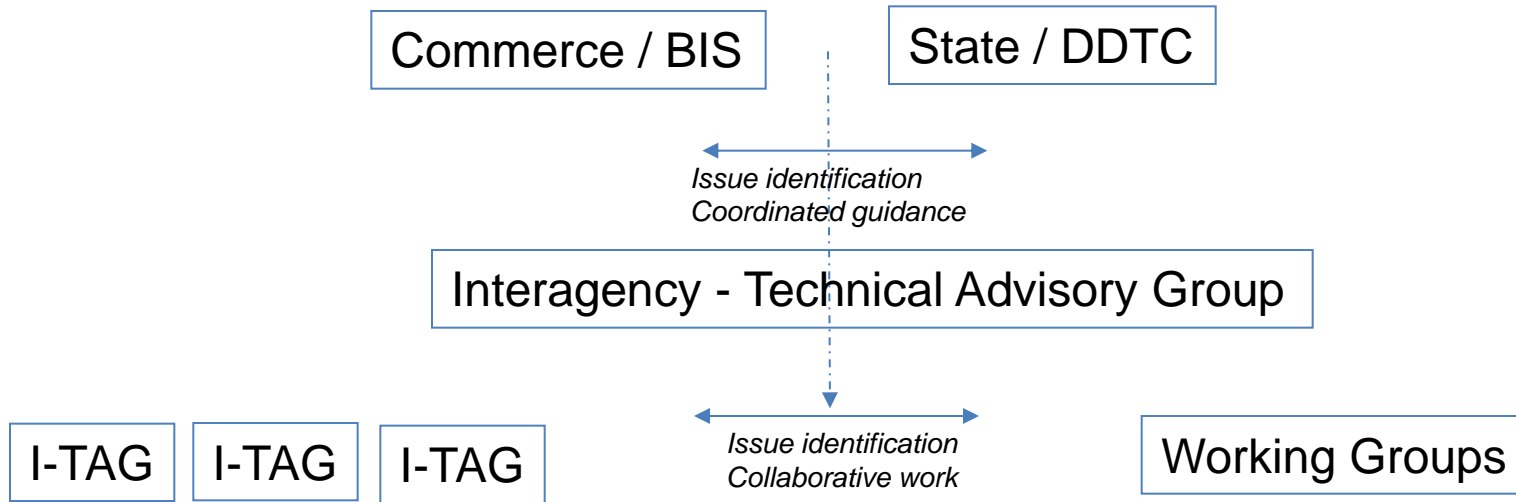 Commerce / BIS
State / DDTC
Issue identification
Coordinated guidance
Interagency - Technical Advisory Group
I-TAG
I-TAG
I-TAG
Issue identification
Collaborative work
Working Groups